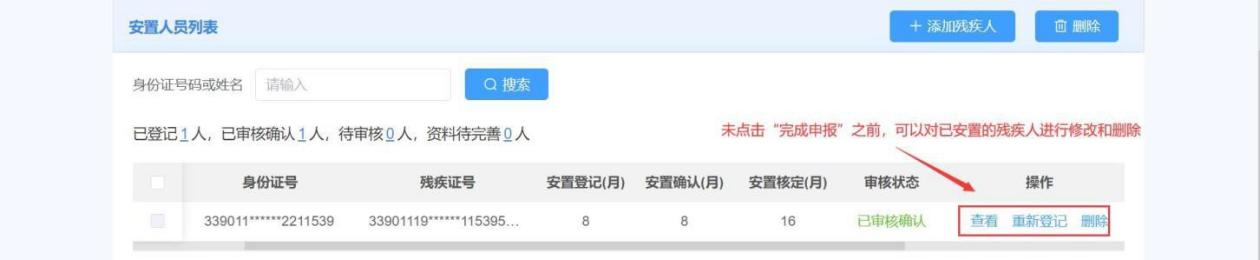 安置人员列表
+ 添加残疾人
删除
身份证号码或姓名
请输入
搜索
已登记1人，已审核确认1人，待审核0人，资料待完善0人
未点击“完成申报”之前，可以对已安置的残疾人进行修改和删除
身份证号 残疾证号 安置登记(月) 安置确认(月) 安置核定(月) 审核状态 操作
339011******2211539 33901119******115395... 8 8 16 已审核确认 查看 重新登记 删除